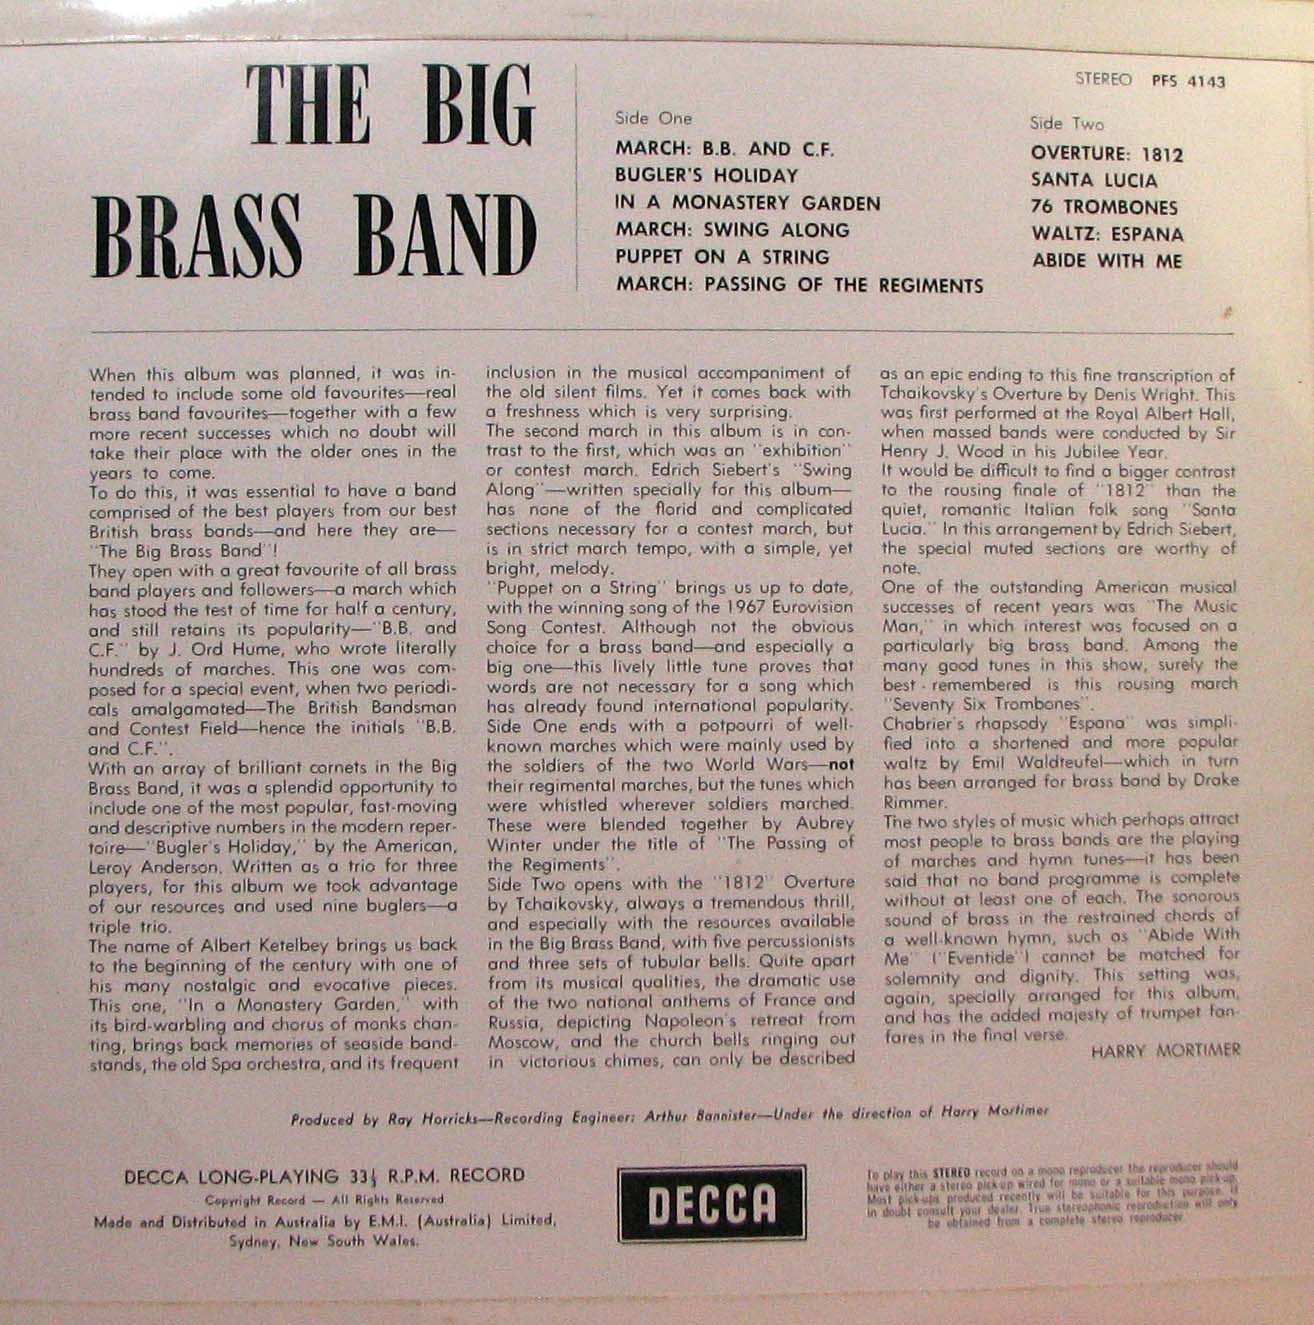 THE BIG
BRASS BAND
STEREO PFS 4143
Side One
MARCH: B.B. AND C.F.
BUGLER'S HOLIDAY
IN A MONASTERY GARDEN
MARCH: SWING ALONG
PUPPET ON A STRING
MARCH: PASSING OF THE REGIMENTS
Side Two
OVERTURE: 1812
SANTA LUCIA
76 TROMBONES
WALTZ: ESPANA
ABIDE WITH ME
When this album was planned, it was in-
tended to include some old favourites—real
brass band favourites—together with a few
more recent successes which no doubt will
take their place with the older ones in the
years to come.
To do this, it was essential to have a band
comprised of the best players from our best
British brass bands—and here they are—
"The Big Brass Band"!
They open with a great favourite of all brass
band players and followers—a march which
has stood the test of time for half a century,
and still retains its popularity—"B.B. and
C.F." by J. Ord Hume, who wrote literally
hundreds of marches. This one was com-
posed for a special event, when two periodi-
cals amalgamated—The British Bandsman
and Contest Field—hence the initials "B.B.
and C.F.".
With an array of brilliant cornets in the Big
Brass Band, it was a splendid opportunity to
include one of the most popular, fast-moving
and descriptive numbers in the modern reper-
toire—"Bugler's Holiday," by the American,
Leroy Anderson. Written as a trio for three
players, for this album we took advantage
of our resources and used nine buglers—a
triple trio.
The name of Albert Ketelbey brings us back
to the beginning of the century with one of
his many nostalgic and evocative pieces.
This one, "In a Monastery Garden," with
its bird-warbling and chorus of monks chan-
ting, brings back memories of seaside band-
stands, the old Spa orchestra, and its frequent
inclusion in the musical accompaniment of
the old silent films. Yet it comes back with
a freshness which is very surprising.
The second march in this album is in con-
trast to the first, which was an "exhibition"
or contest march. Edrich Siebert's "Swing
Along"—written specially for this album—
has none of the florid and complicated
sections necessary for a contest march, but
is in strict march tempo, with a simple, yet
bright, melody.
"Puppet on a String" brings us up to date,
with the winning song of the 1967 Eurovision
Song Contest. Although not the obvious
choice for a brass band—and especially a
big one—this lively little tune proves that
words are not necessary for a song which
has already found international popularity.
Side One ends with a potpourri of well-
known marches which were mainly used by
the soldiers of the two World Wars—not
their regimental marches, but the tunes which
were whistled wherever soldiers marched.
These were blended together by Aubrey
Winter under the title of "The Passing of
the Regiments".
Side Two opens with the "1812" Overture
by Tchaikovsky, always a tremendous thrill,
and especially with the resources available
in the Big Brass Band, with five percussionists
and three sets of tubular bells. Quite apart
from its musical qualities, the dramatic use
of the two national anthems of France and
Russia, depicting Napoleon's retreat from
Moscow, and the church bells ringing out
in victorious chimes, can only be described
as an epic ending to this fine transcription of
Tchaikovsky's Overture by Denis Wright. This
was first performed at the Royal Albert Hall,
when massed bands were conducted by Sir
Henry J. Wood in his Jubilee Year.
It would be difficult to find a bigger contrast
to the rousing finale of "1812" than the
quiet, romantic Italian folk song "Santa
Lucia." In this arrangement by Edrich Siebert,
the special muted sections are worthy of
note.
One of the outstanding American musical
successes of recent years was "The Music
Man," in which interest was focused on a
particularly big brass band. Among the
many good tunes in this show, surely the
best-remembered is this rousing march
"Seventy Six Trombones".
Chabrier's rhapsody "Espana" was simpli-
fied into a shortened and more popular
waltz by Emil Waldteufel—which in turn
has been arranged for brass band by Drake
Rimmer.
The two styles of music which perhaps attract
most people to brass bands are the playing
of marches and hymn tunes—it has been
said that no band programme is complete
without at least one of each. The sonorous
sound of brass in the restrained chords of
a well-known hymn, such as "Abide With
Me" ("Eventide") cannot be matched for
solemnity and dignity. This setting was,
again, specially arranged for this album,
and has the added majesty of trumpet fan-
fares in the final verse.
HARRY MORTIMER
Produced by Ray Horricks—Recording Engineer: Arthur Bannister—Under the direction of Harry Mortimer
DECCA LONG-PLAYING 33⅓ R.P.M. RECORD
Copyright Record — All Rights Reserved
Made and Distributed in Australia by E.M.I. (Australia) Limited,
Sydney, New South Wales.
DECCA
To play this STEREO record on a mono reproducer the reproducer should
have either a stereo pick-up wired for mono or a suitable mono pick-up.
Most pick-ups produced recently will be suitable for this purpose. If
in doubt consult your dealer. True stereophonic reproduction will only
be obtained from a complete stereo reproducer.